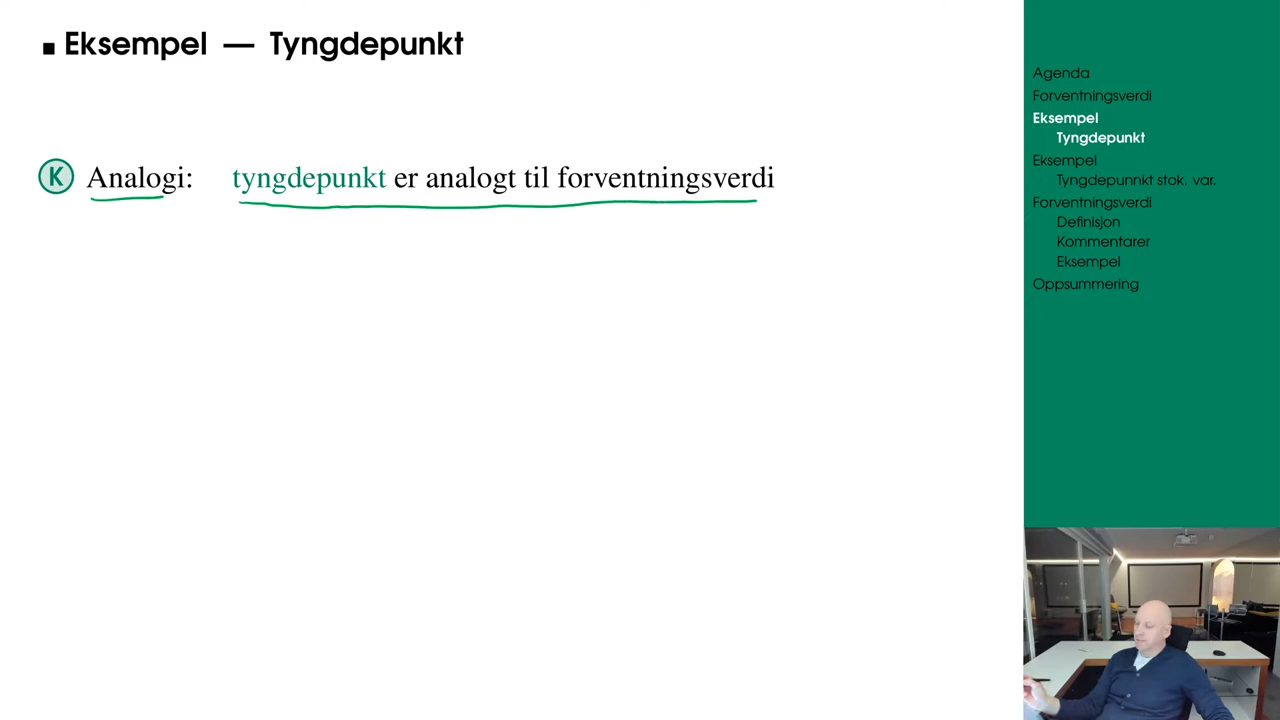 Eksempel — Tyngdepunkt
K Analogi: tyngdepunkt er analogt til forventningsverdi
Agenda
Forventningsverdi
Eksempel
Tyngdepunkt
Eksempel
Tyngdepunnkt stok. var.
Forventningsverdi
Definisjon
Kommentarer
Eksempel
Oppsummering